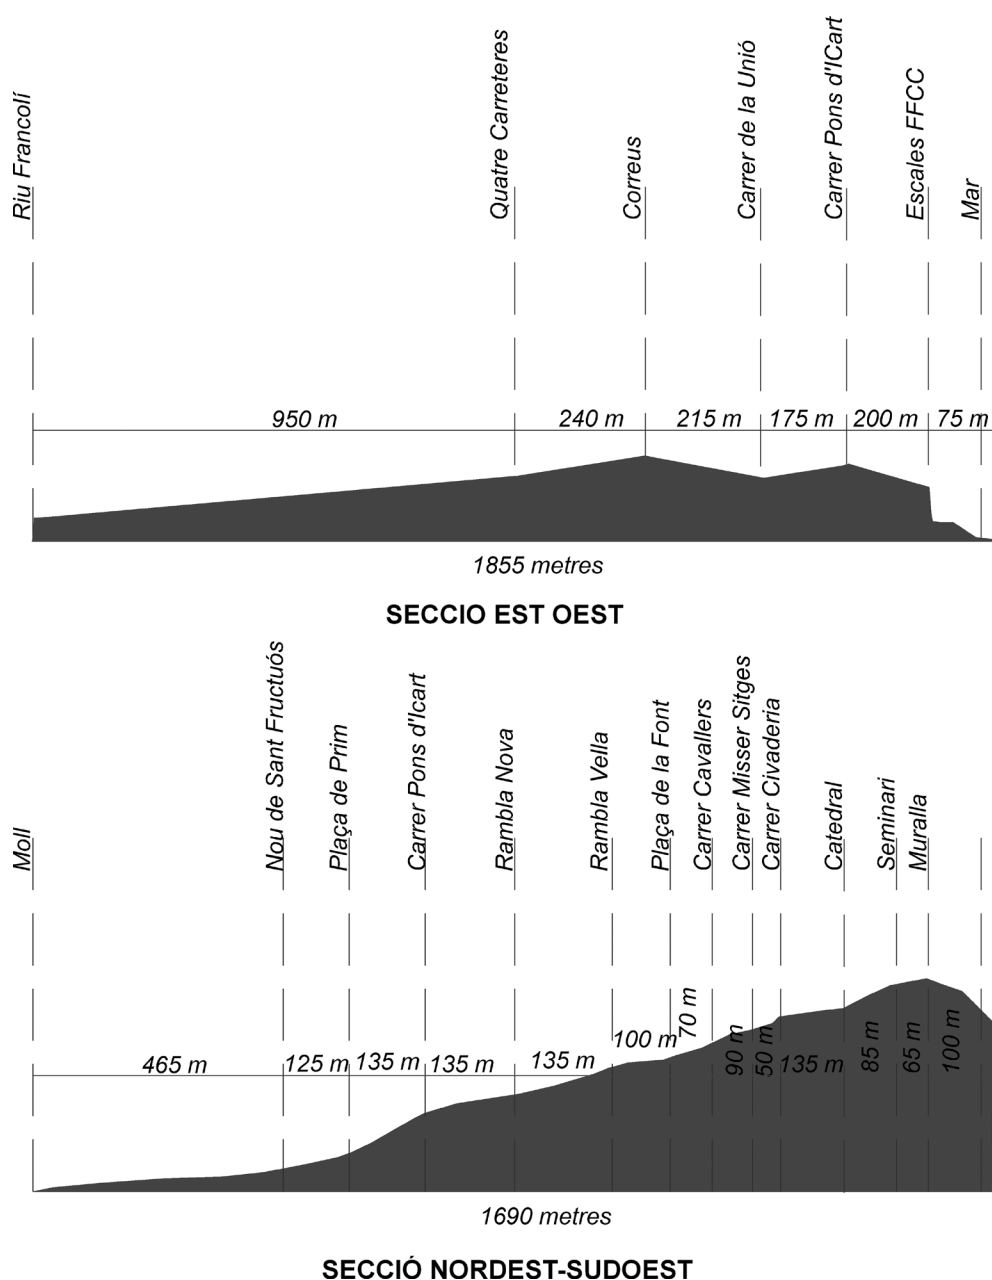 Riu Francolí
Quatre Carreteres
Correus
Carrer de la Unió
Carrer Pons d'ICart
Escales FFCC
Mar
950 m
240 m
215 m
175 m
200 m
75 m
1855 metres
SECCIO EST OEST
Moll
Nou de Sant Fructuós
Plaça de Prim
Carrer Pons d'Icart
Rambla Nova
Rambla Vella
Plaça de la Font
Carrer Cavallers
Carrer Misser Sitges
Carrer Civaderia
Catedral
Seminari
Muralla
465 m
125 m
135 m
135 m
135 m
100 m
70 m
90 m
50 m
135 m
85 m
65 m
100 m
1690 metres
SECCIÓ NORDEST-SUDOEST